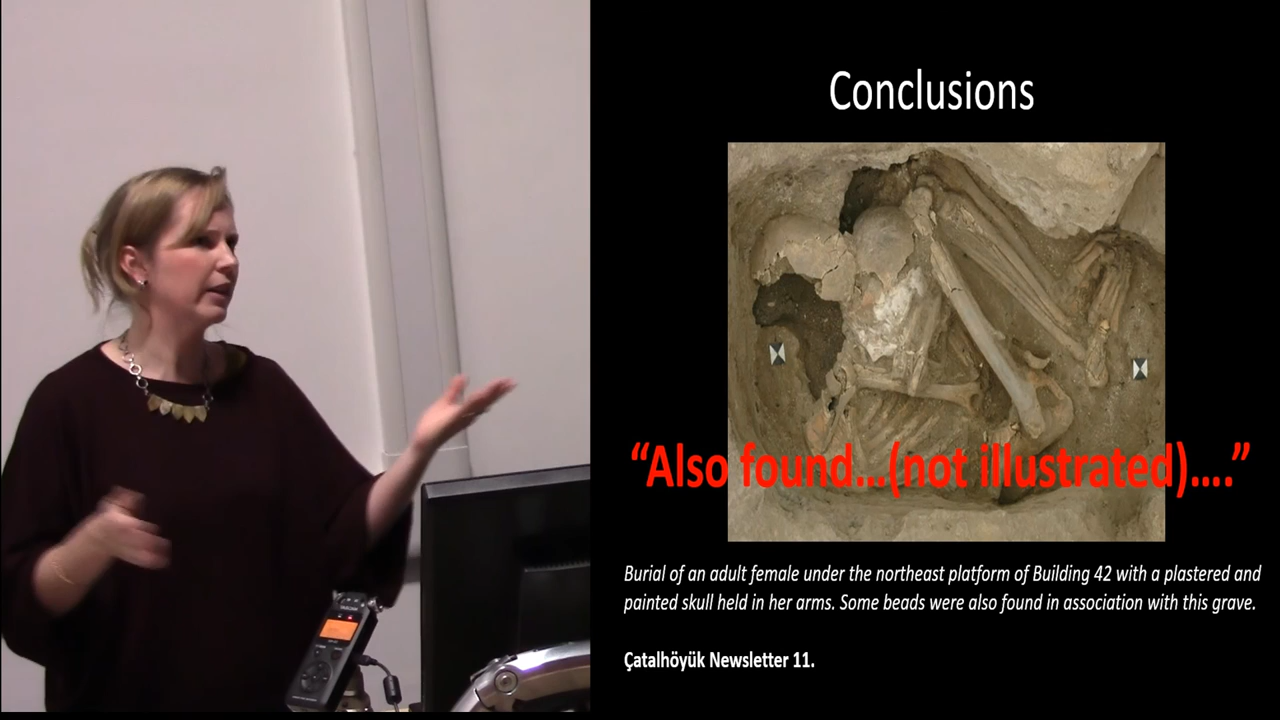 Conclusions
“Also found...(not illustrated)....”
Burial of an adult female under the northeast platform of Building 42 with a plastered and
painted skull held in her arms. Some beads were also found in association with this grave.
Çatalhöyük Newsletter 11.
TASCAM